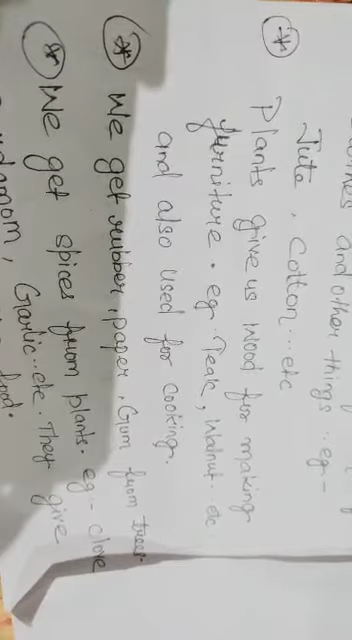 and other things.. eg -
Jute, Cotton... etc
* Plants give us wood for making
furniture. eg. Teak, Walnut.. etc.
and also used for cooking.
* We get rubber, paper, Gum from trees.
* We get spices from plants. eg - clove
Garlic.. etc. They give
food.